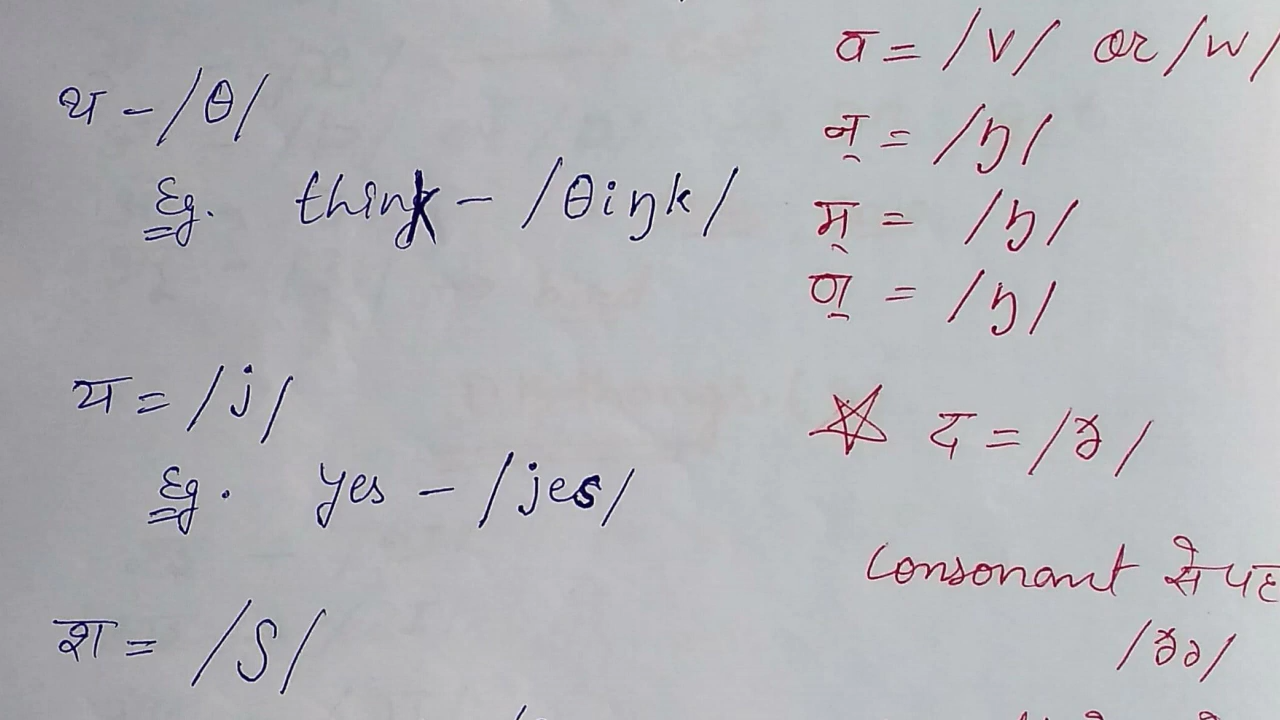 थ - /θ/
Eg. think - /θiŋk/
य = /j/
Eg. yes - /jes/
श = /ʃ/
व = /v/ or /w/
न् = /ŋ/
म् = /ŋ/
ण् = /ŋ/
☆ द = /ð/
Consonant से पह
/ðə/